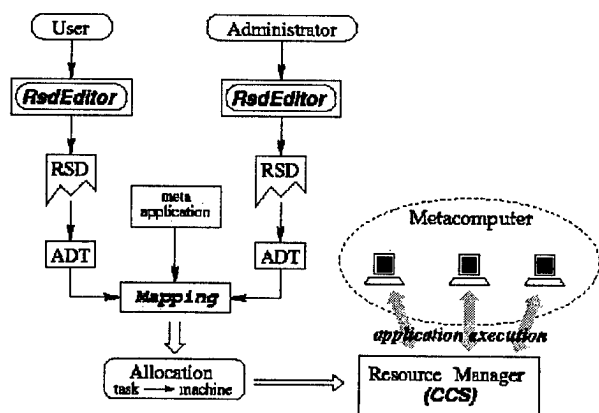 User
Administrator
RsdEditor
RsdEditor
RSD
RSD
meta
application
Metacomputer
ADT
ADT
Mapping
application execution
Allocation
task machine
Resource Manager
(CCS)